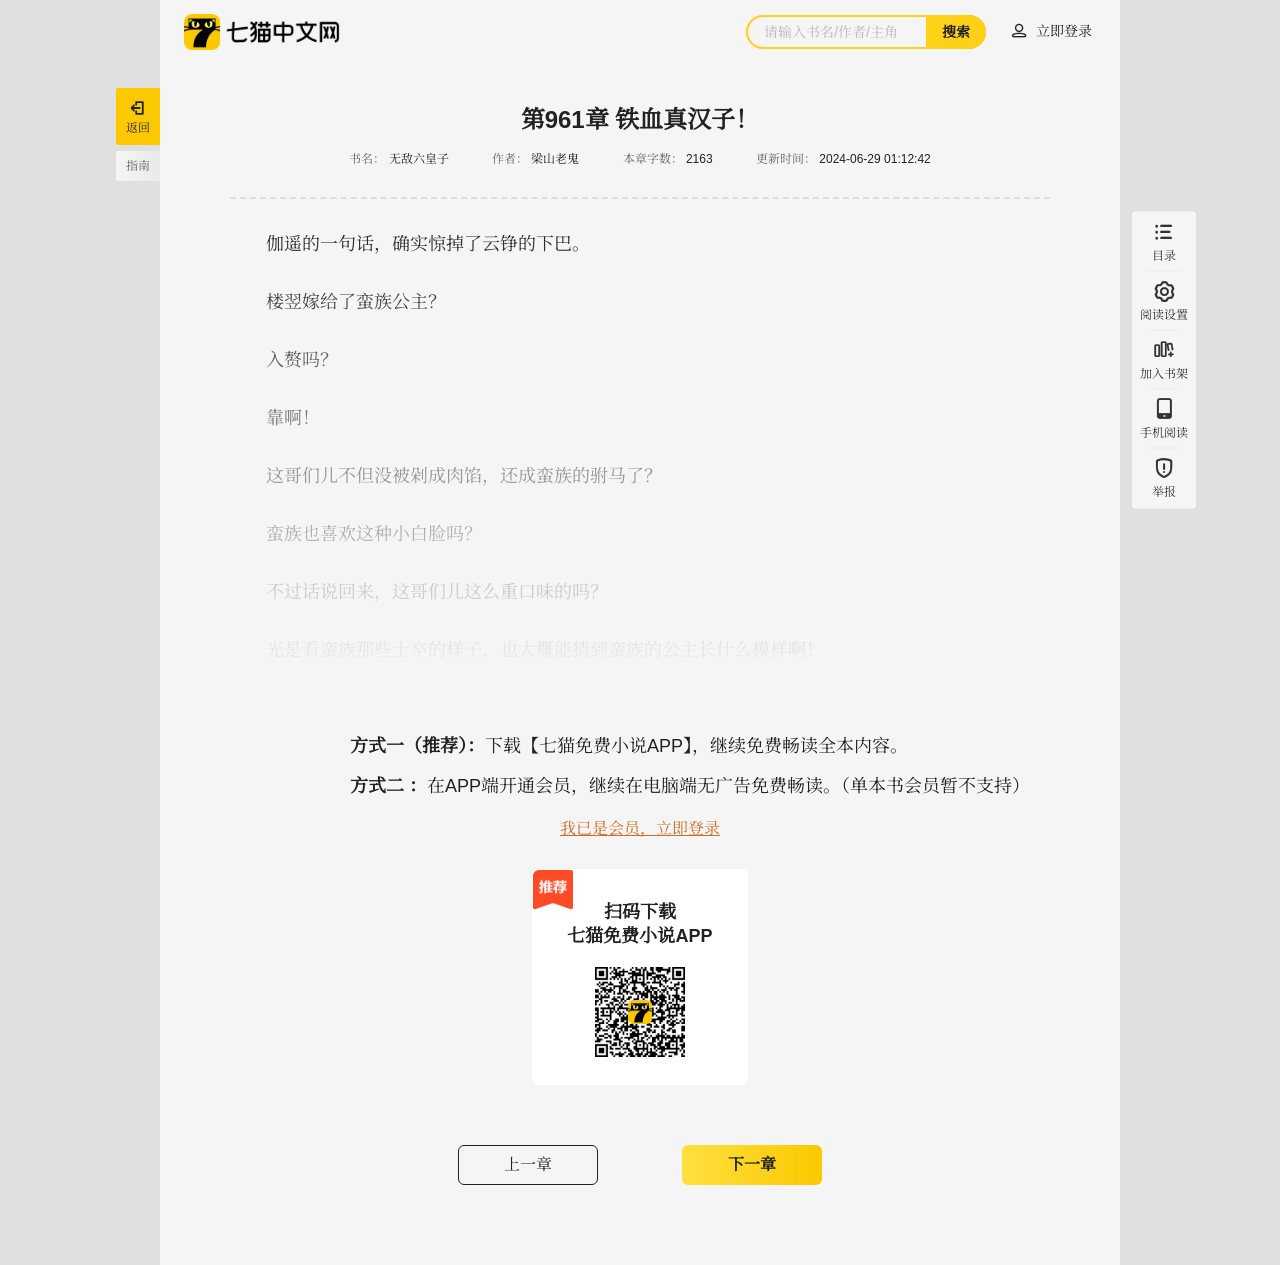 七猫中文网
请输入书名/作者/主角
搜索
立即登录
返回
指南
第961章 铁血真汉子！
书名： 无敌六皇子 作者： 梁山老鬼 本章字数： 2163 更新时间： 2024-06-29 01:12:42
伽遥的一句话，确实惊掉了云铮的下巴。
楼翌嫁给了蛮族公主？
入赘吗？
靠啊！
这哥们儿不但没被剁成肉馅，还成蛮族的驸马了？
蛮族也喜欢这种小白脸吗？
不过话说回来，这哥们儿这么重口味的吗？
光是看蛮族那些士卒的样子，也大概能猜到蛮族的公主长什么模样啊！
目录
阅读设置
加入书架
手机阅读
举报
方式一（推荐）：下载【七猫免费小说APP】，继续免费畅读全本内容。
方式二 ：在APP端开通会员，继续在电脑端无广告免费畅读。（单本书会员暂不支持）
我已是会员，立即登录
推荐
扫码下载
七猫免费小说APP
上一章
下一章